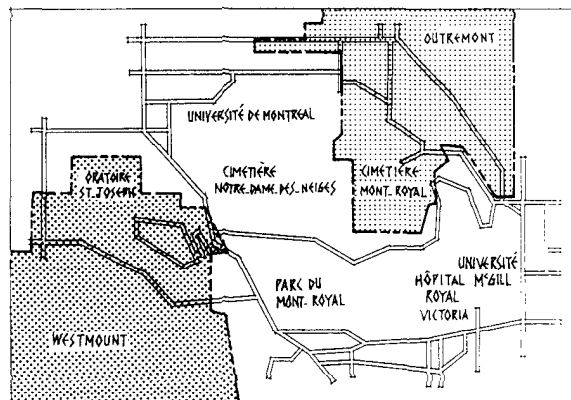 OUTREMONT
UNIVERSITÉ DE MONTREAL
ORATOIRE
ST. JOSEPH
CIMETIÈRE
NOTRE.DAME.DES.NEIGES
CIMETIÈRE
MONT. ROYAL
UNIVERSITÉ
MCGILL
HÔPITAL
ROYAL
VICTORIA
PARC DU
MONT. ROYAL
WESTMOUNT